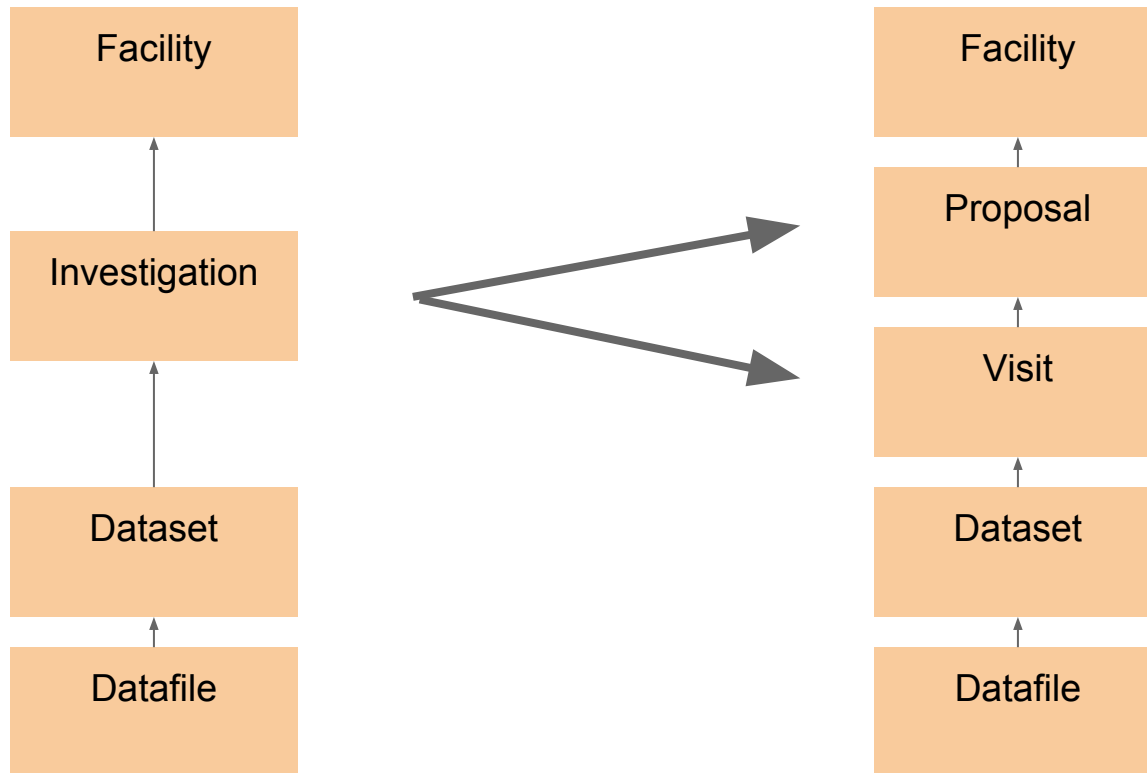 Facility
Investigation
Dataset
Datafile
Facility
Proposal
Visit
Dataset
Datafile